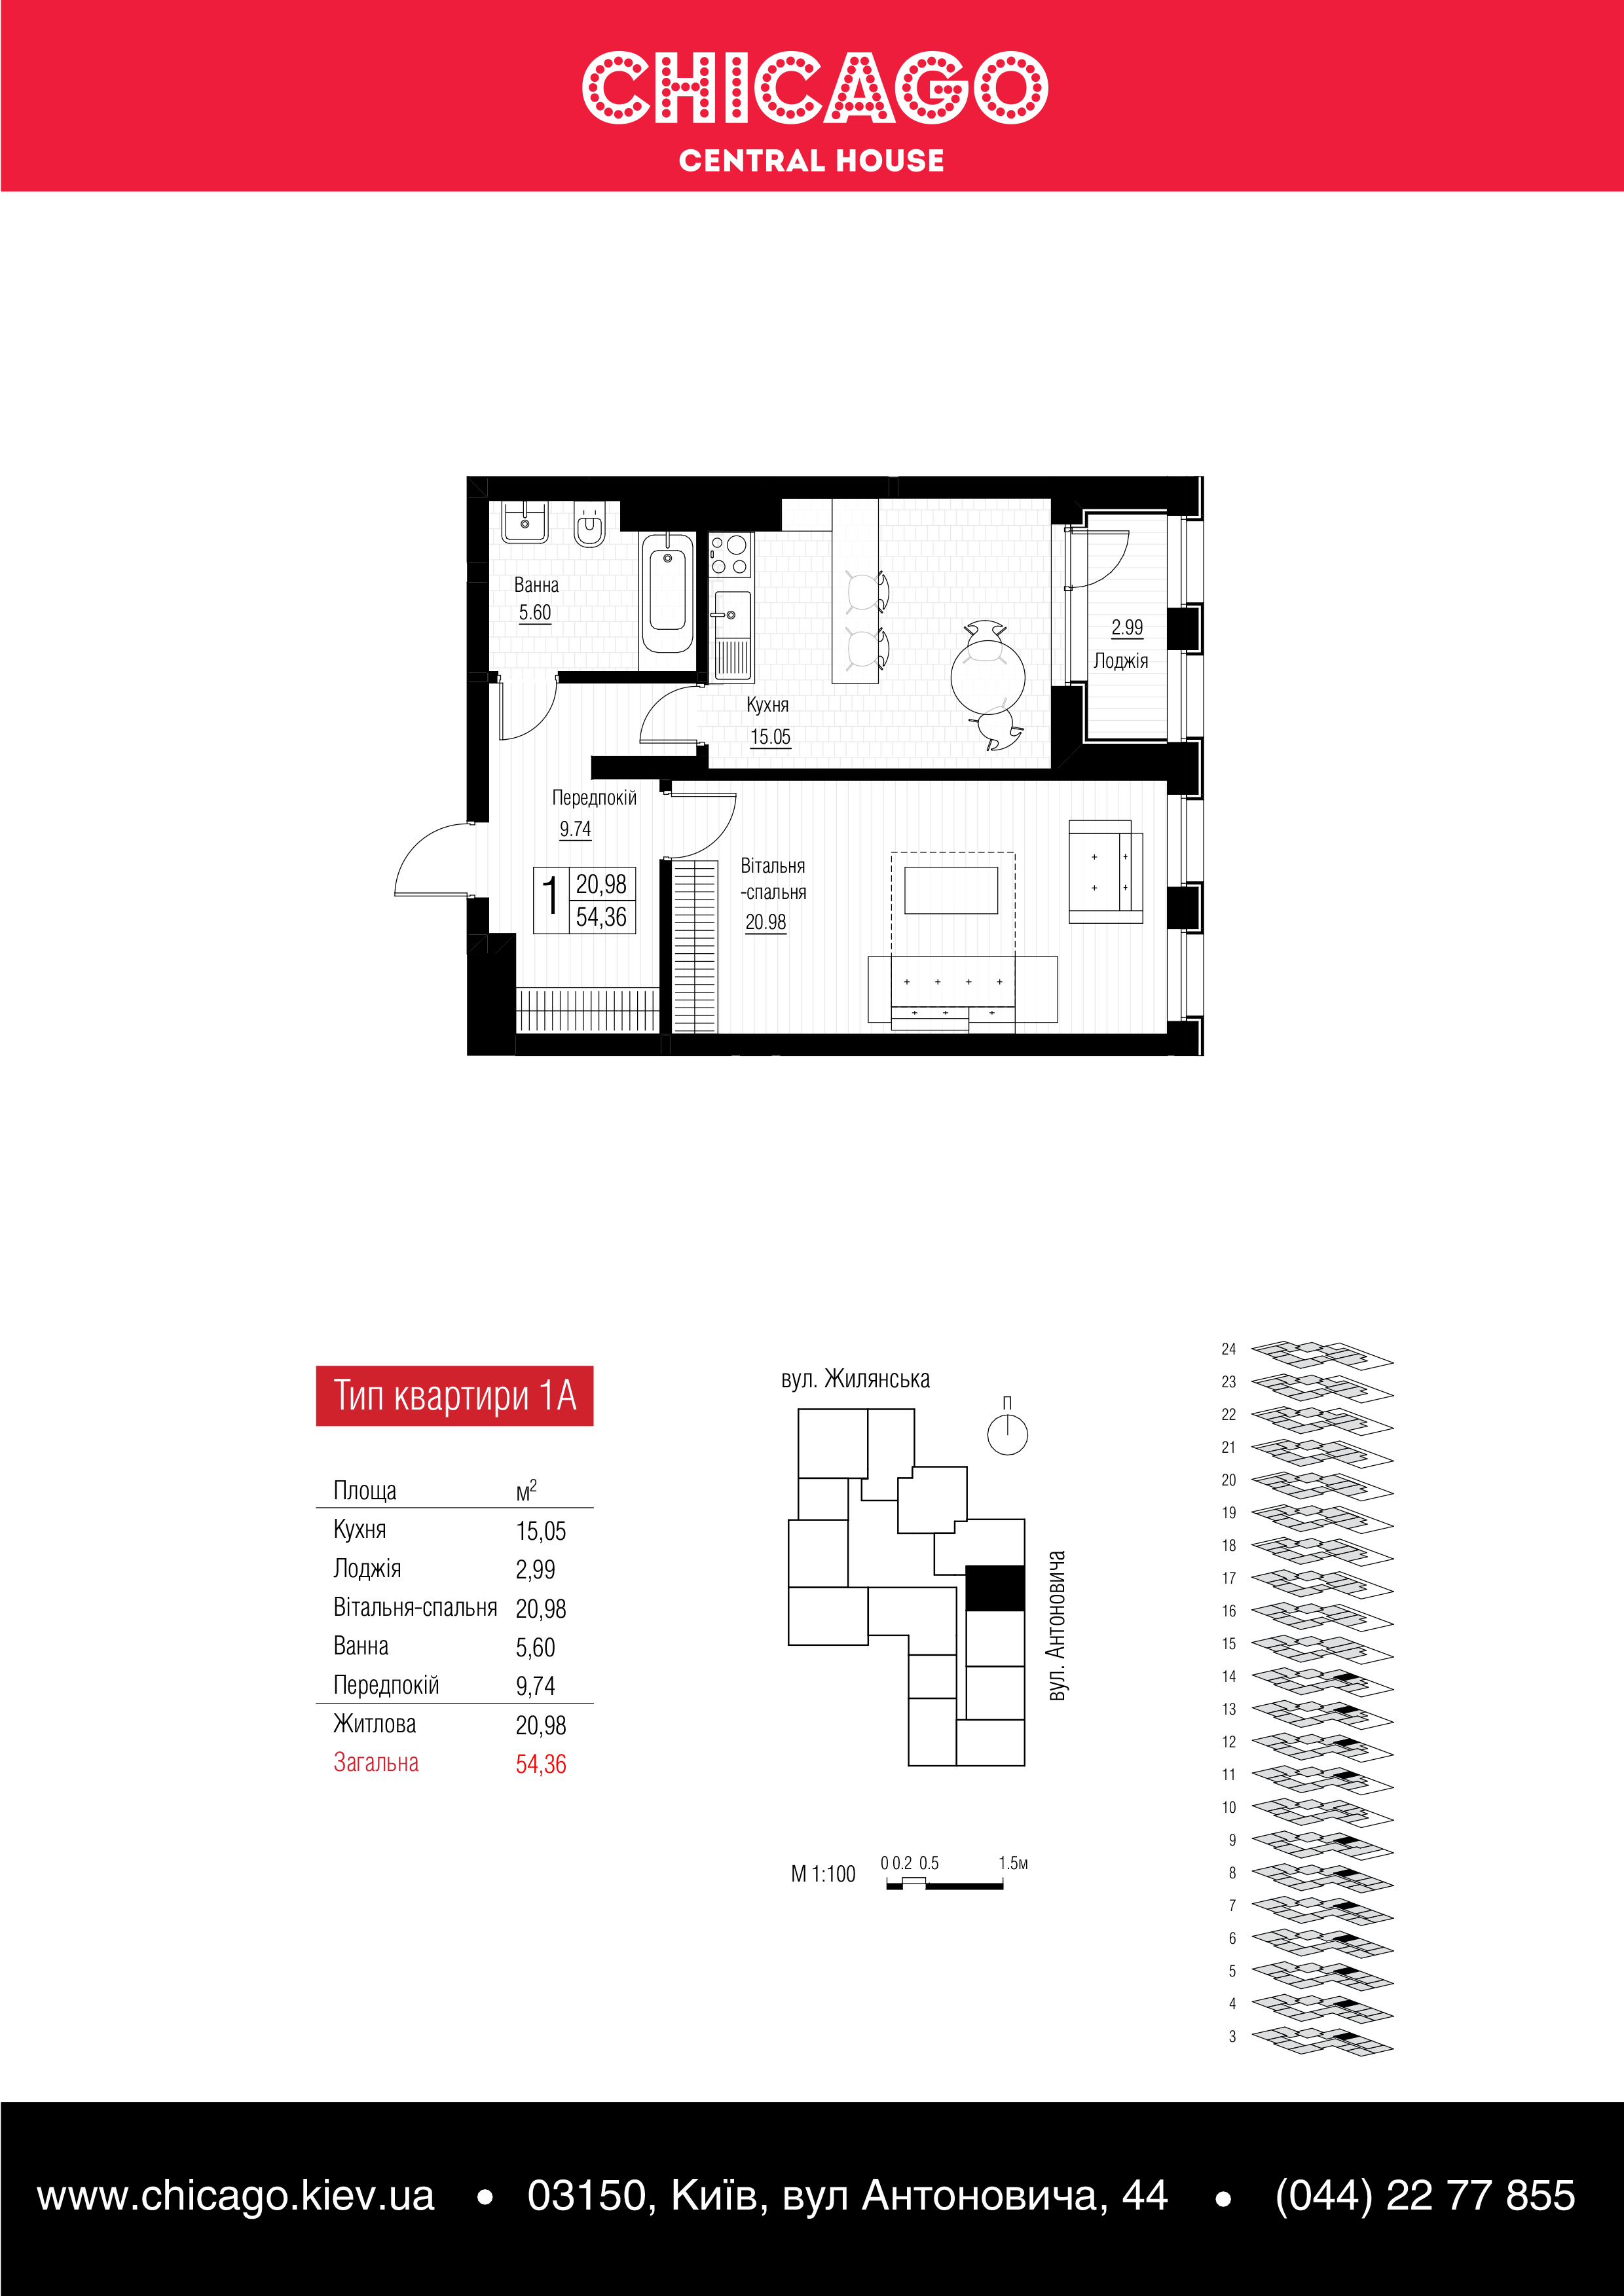 CHICAGO
CENTRAL HOUSE
Ванна
5.60
2.99
Лоджія
Кухня
15.05
Передпокій
9.74
Вітальня
-спальня
20.98
1
20,98
54,36
Тип квартири 1А
Площа м²
Кухня 15,05
Лоджія 2,99
Вітальня-спальня 20,98
Ванна 5,60
Передпокій 9,74
Житлова 20,98
Загальна 54,36
вул. Жилянська
П
вул. Антоновича
М 1:100
0 0.2 0.5 1.5м
24
23
22
21
20
19
18
17
16
15
14
13
12
11
10
9
8
7
6
5
4
3
www.chicago.kiev.ua • 03150, Київ, вул Антоновича, 44 • (044) 22 77 855